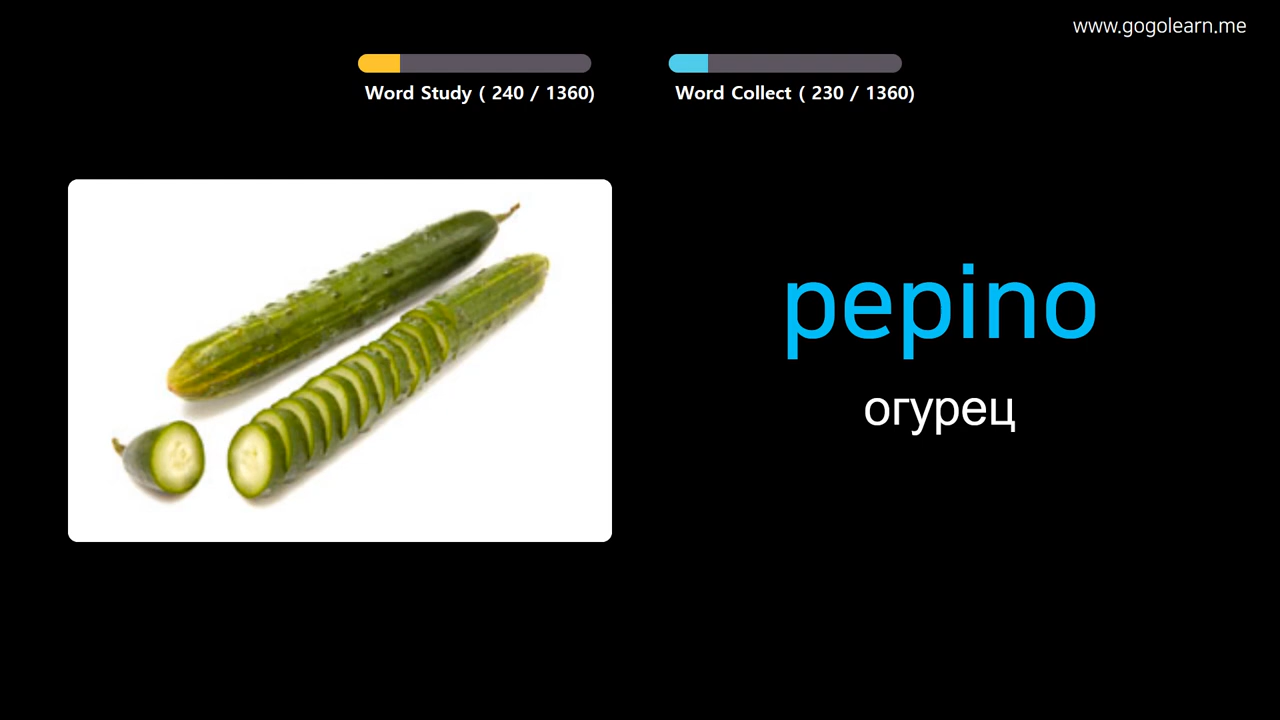 www.gogolearn.me
Word Study ( 240 / 1360)
Word Collect ( 230 / 1360)
pepino
огурец